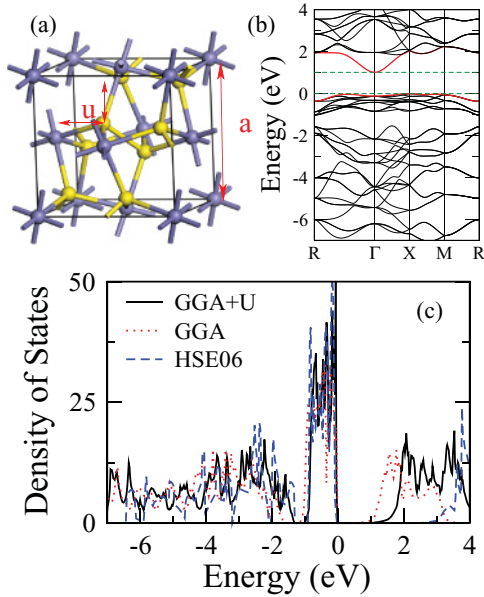 (a)
u
a
(b)
Energy (eV)
4
2
0
-2
-4
-6
R Γ X M R
(c)
GGA+U
GGA
HSE06
Density of States
50
25
0
-6 -4 -2 0 2 4
Energy (eV)